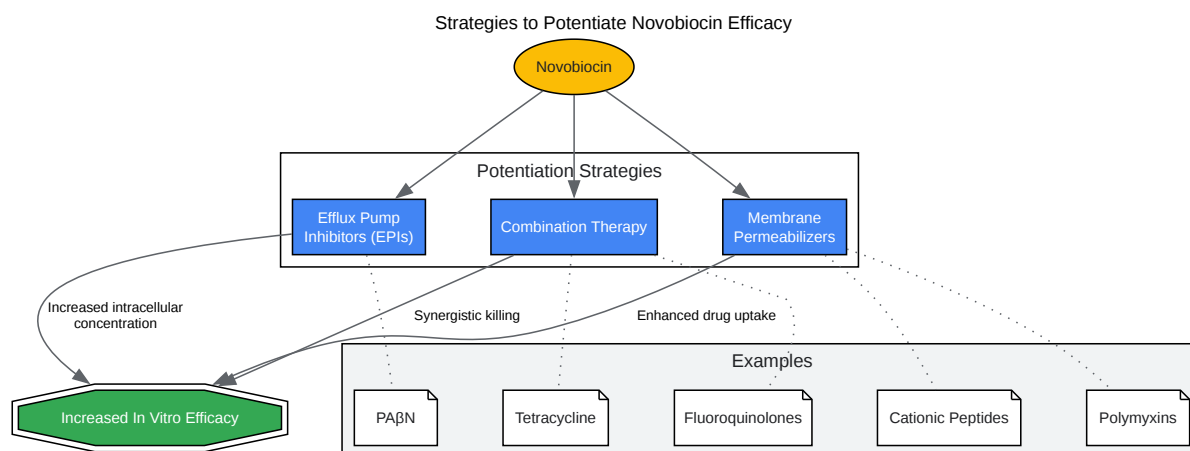 Strategies to Potentiate Novobiocin Efficacy
Novobiocin
Potentiation Strategies
Efflux Pump
Inhibitors (EPIs)
Combination Therapy
Membrane
Permeabilizers
Increased intracellular
concentration
Synergistic killing
Enhanced drug uptake
Examples
Increased In Vitro Efficacy
PAβN
Tetracycline
Fluoroquinolones
Cationic Peptides
Polymyxins